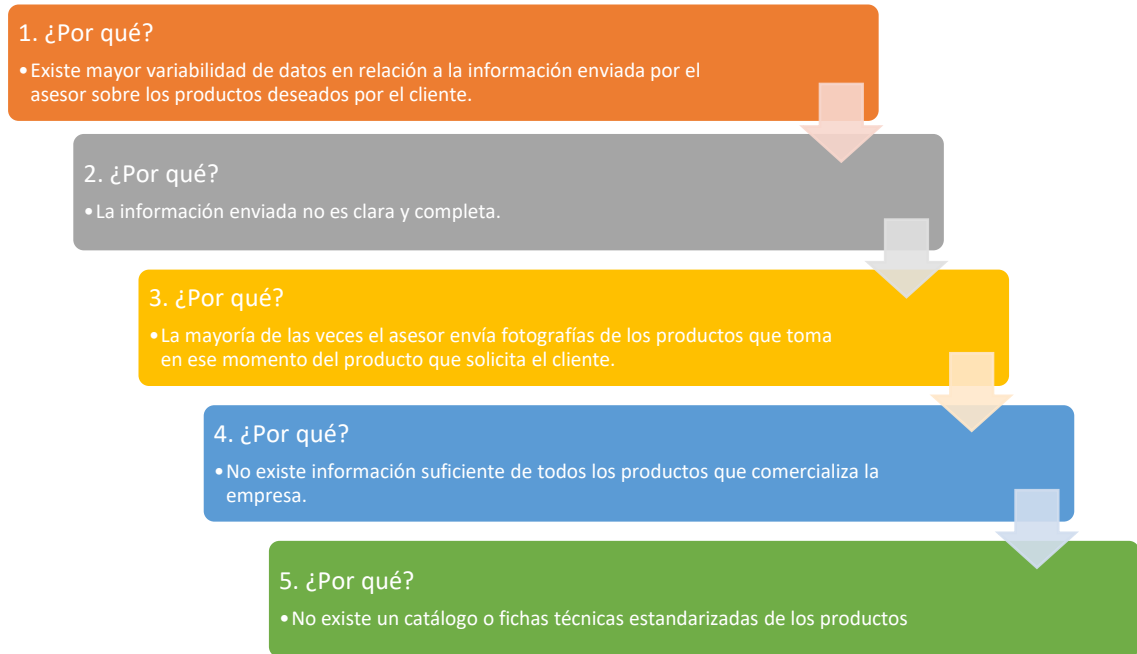 1. ¿Por qué?
•Existe mayor variabilidad de datos en relación a la información enviada por el
asesor sobre los productos deseados por el cliente.
2. ¿Por qué?
•La información enviada no es clara y completa.
3. ¿Por qué?
•La mayoría de las veces el asesor envía fotografías de los productos que toma
en ese momento del producto que solicita el cliente.
4. ¿Por qué?
•No existe información suficiente de todos los productos que comercializa la
empresa.
5. ¿Por qué?
•No existe un catálogo o fichas técnicas estandarizadas de los productos